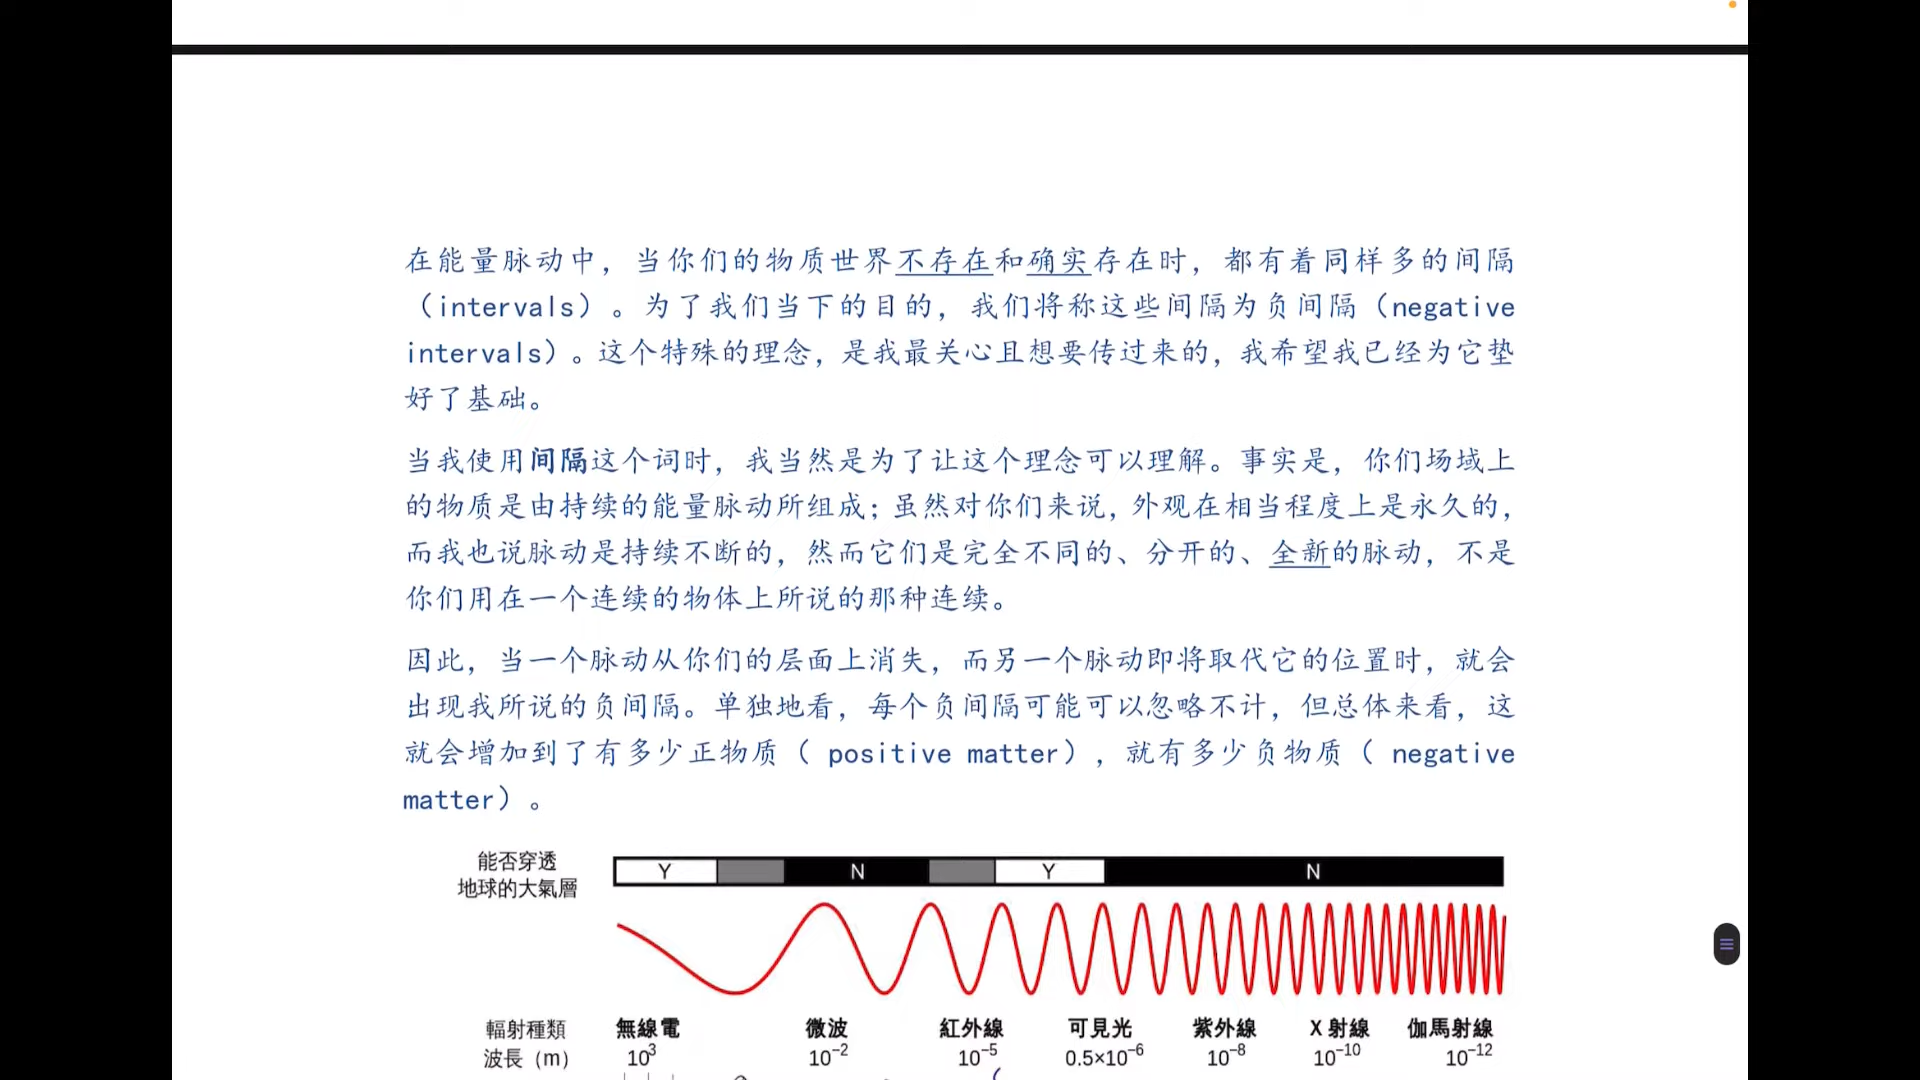 在能量脉动中，当你们的物质世界不存在和确实存在时，都有着同样多的间隔
（intervals）。为了我们当下的目的，我们将称这些间隔为负间隔（negative
intervals）。这个特殊的理念，是我最关心且想要传过来的，我希望我已经为它垫
好了基础。
当我使用间隔这个词时，我当然是为了让这个理念可以理解。事实是，你们场域上
的物质是由持续的能量脉动所组成；虽然对你们来说，外观在相当程度上是永久的，
而我也说脉动是持续不断的，然而它们是完全不同的、分开的、全新的脉动，不是
你们用在一个连续的物体上所说的那种连续。
因此，当一个脉动从你们的层面上消失，而另一个脉动即将取代它的位置时，就会
出现我所说的负间隔。单独地看，每个负间隔可能可以忽略不计，但总体来看，这
就会增加到了有多少正物质（ positive matter），就有多少负物质（ negative
matter）。
能否穿透
地球的大氣層
Y N Y N
輻射種類 無線電 微波 紅外線 可見光 紫外線 X 射線 伽馬射線
波長（m） 10³ 10⁻² 10⁻⁵ 0.5×10⁻⁶ 10⁻⁸ 10⁻¹⁰ 10⁻¹²